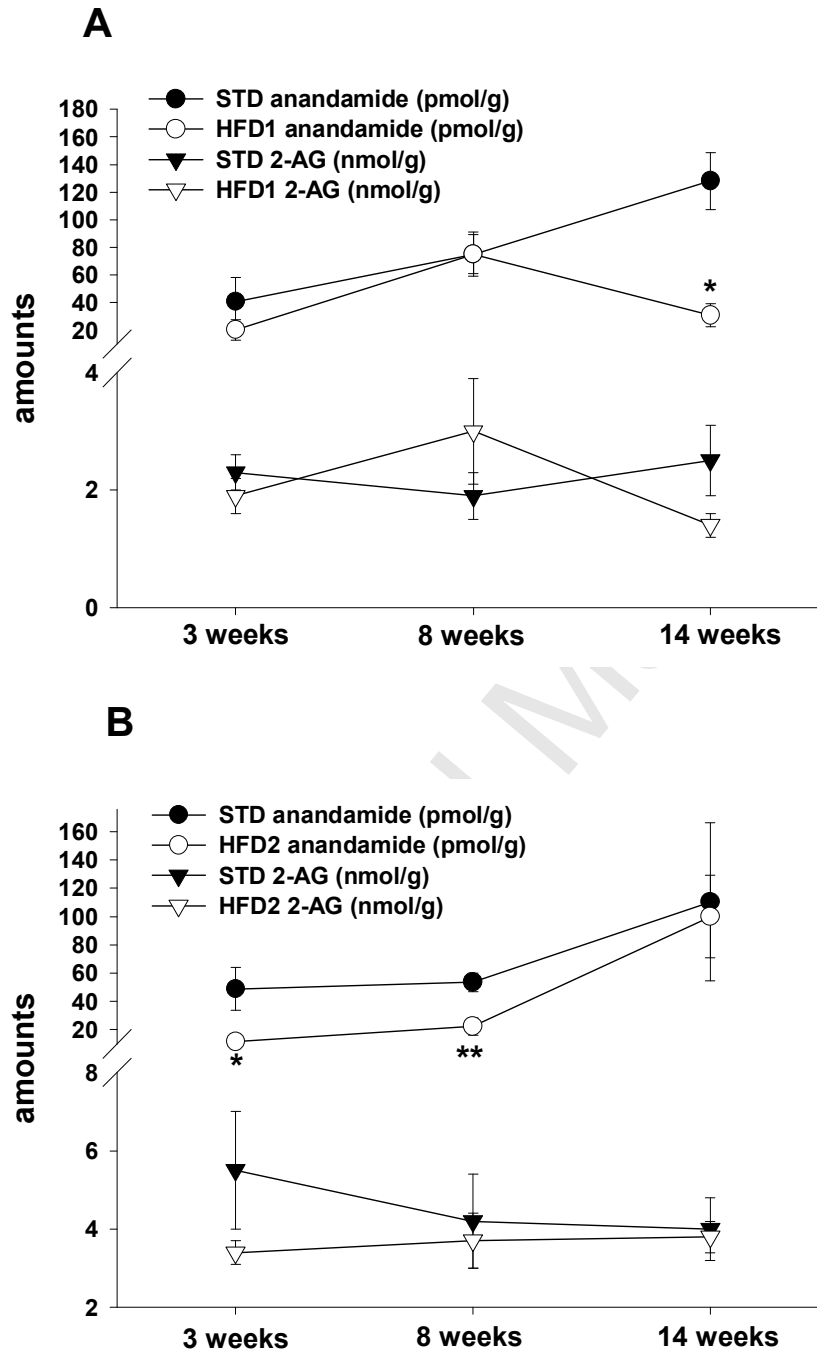 A
STD anandamide (pmol/g)
HFD1 anandamide (pmol/g)
STD 2-AG (nmol/g)
HFD1 2-AG (nmol/g)
180
160
140
120
100
80
60
40
20
4
2
0
amounts
*
3 weeks
8 weeks
14 weeks
B
STD anandamide (pmol/g)
HFD2 anandamide (pmol/g)
STD 2-AG (nmol/g)
HFD2 2-AG (nmol/g)
160
140
120
100
80
60
40
20
8
6
4
2
amounts
*
**
3 weeks
8 weeks
14 weeks